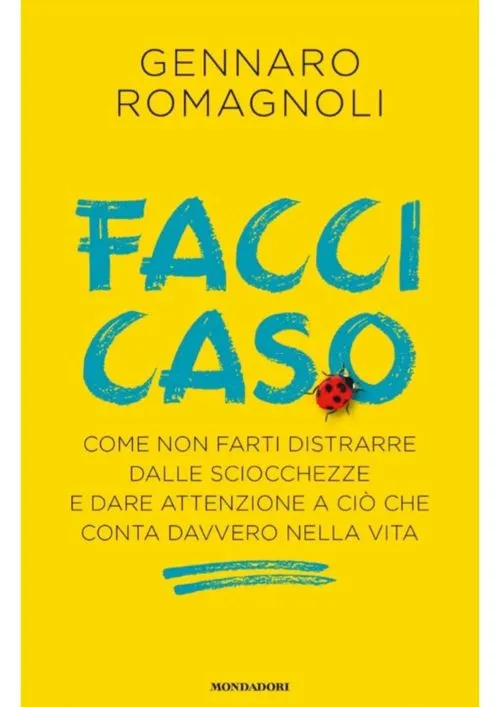 GENNARO
ROMAGNOLI
FACCI
CASO
COME NON FARTI DISTRARRE
DALLE SCIOCCHEZZE
E DARE ATTENZIONE A CIÒ CHE
CONTA DAVVERO NELLA VITA
MONDADORI